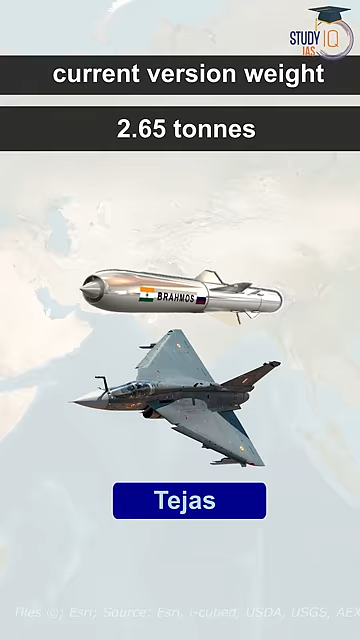 STUDY IQ
IAS
current version weight
2.65 tonnes
BRAHMOS
Tejas
Tiles ©; Esri; Source: Esri, i-cubed, USDA, USGS, AEX